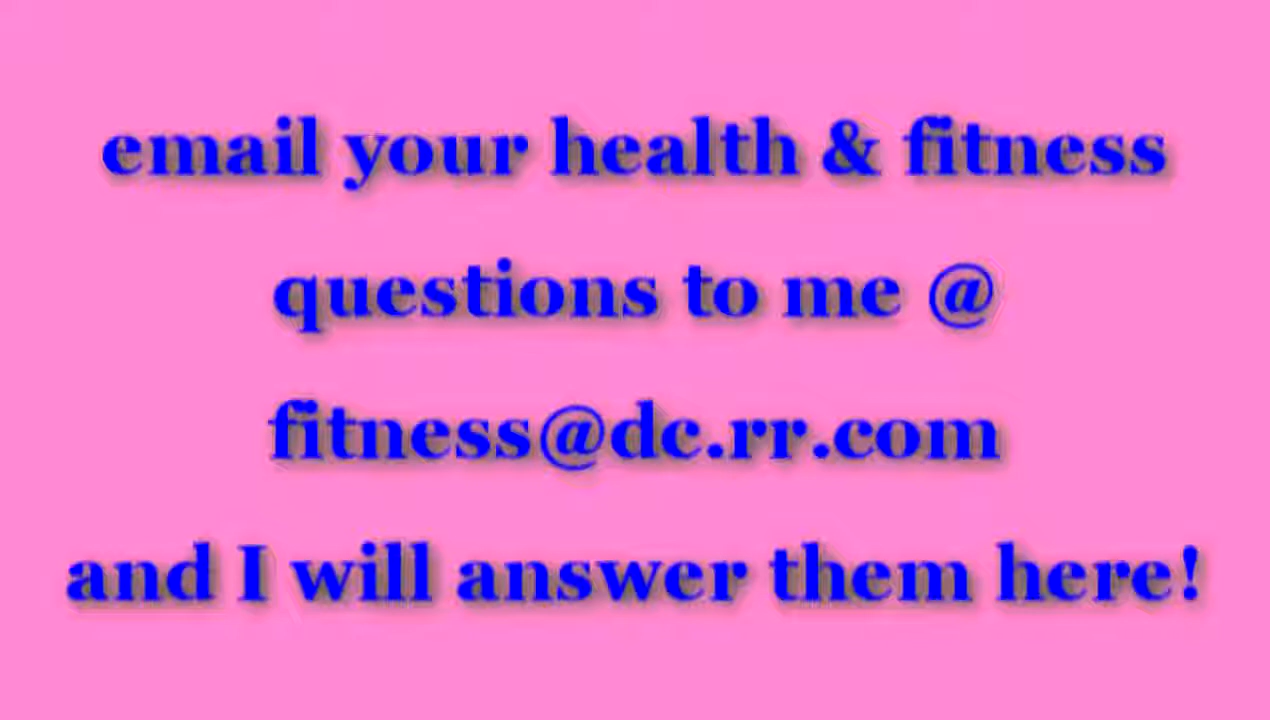 email your health & fitness
questions to me @
fitness@dc.rr.com
and I will answer them here!